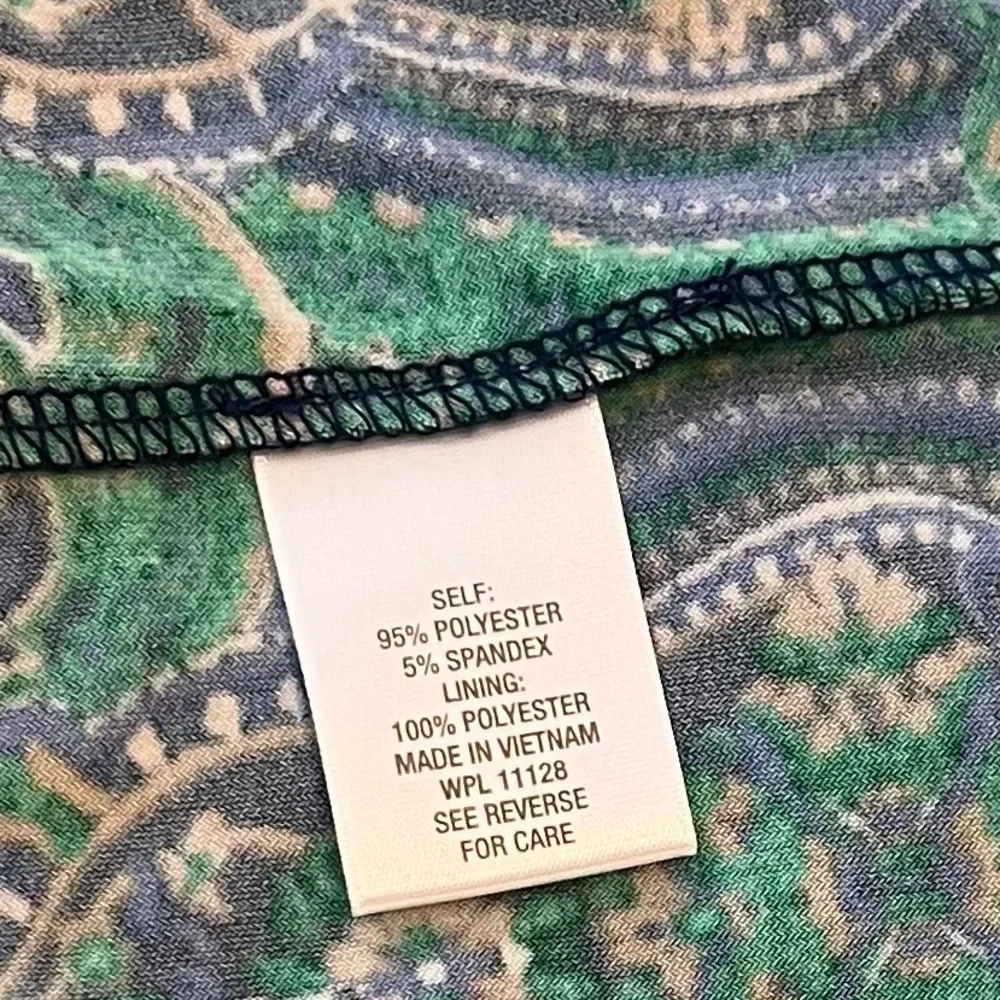 SELF:
95% POLYESTER
5% SPANDEX
LINING:
100% POLYESTER
MADE IN VIETNAM
WPL 11128
SEE REVERSE
FOR CARE